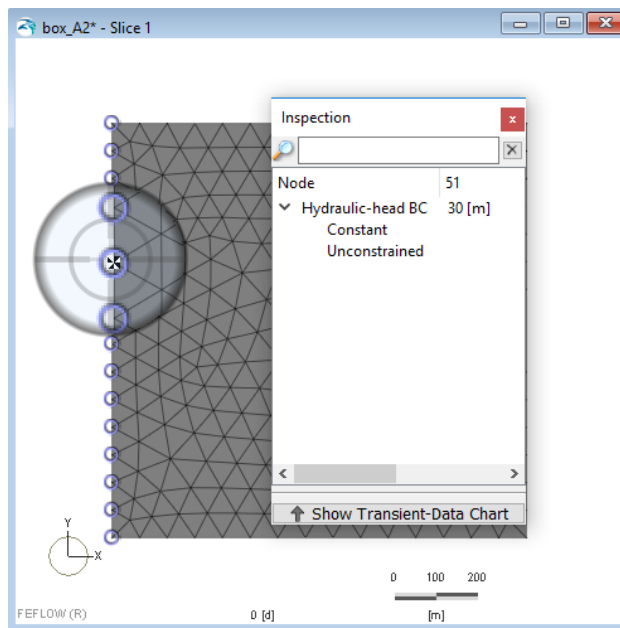 box_A2* - Slice 1
Inspection
Node 51
Hydraulic-head BC 30 [m]
Constant
Unconstrained
Show Transient-Data Chart
Y
X
0 100 200
FEFLOW (R) 0 [d] [m]